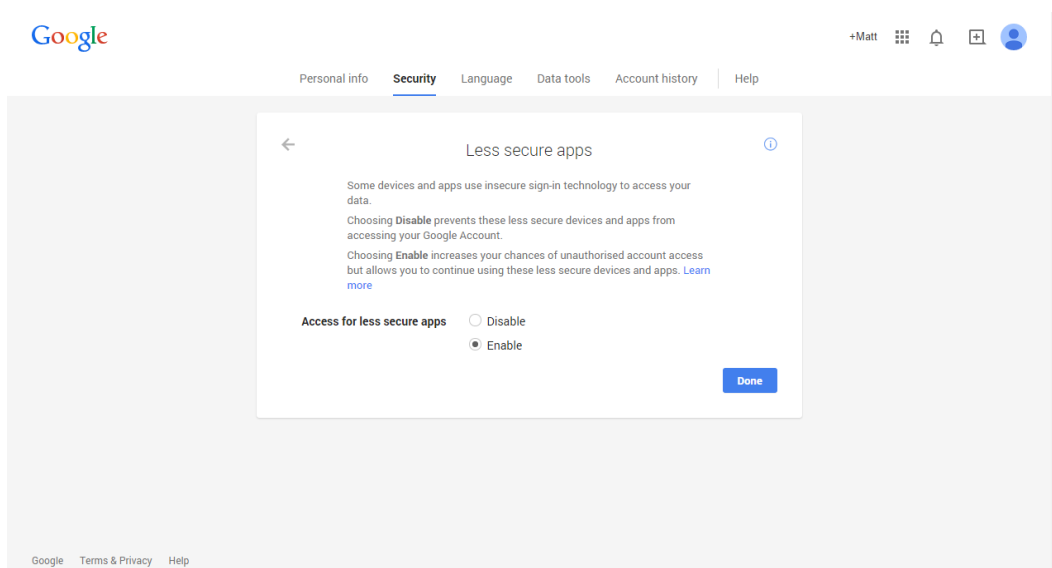 Google
+Matt
Personal info Security Language Data tools Account history Help
Less secure apps
Some devices and apps use insecure sign-in technology to access your
data.
Choosing Disable prevents these less secure devices and apps from
accessing your Google Account.
Choosing Enable increases your chances of unauthorised account access
but allows you to continue using these less secure devices and apps. Learn
more
Access for less secure apps Disable
Enable
Done
Google Terms & Privacy Help